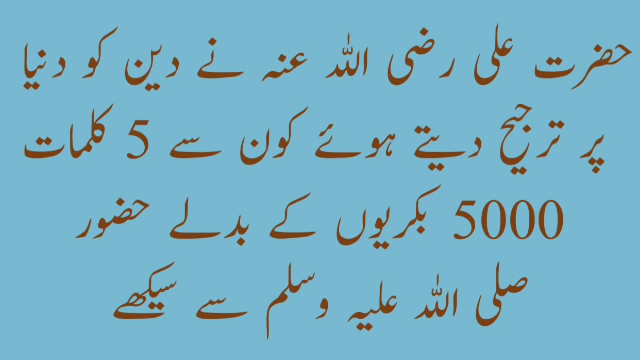 حضرت علی رضی اللہ عنہ نے دین کو دنیا
پر ترجیح دیتے ہوئے کون سے 5 کلمات
5000 بکریوں کے بدلے حضور
صلی اللہ علیہ وسلم سے سیکھے